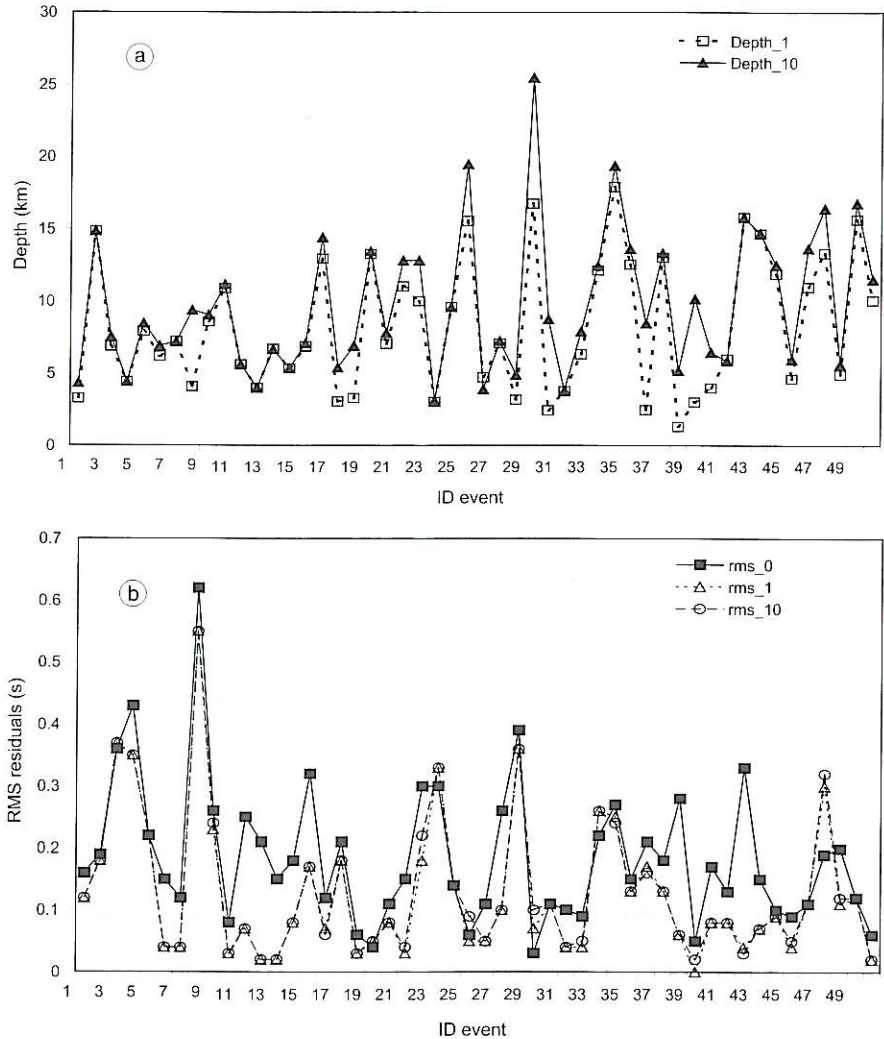 30
25
20
15
10
5
0
Depth (km)
a
Depth_1
Depth_10
1 3 5 7 9 11 13 15 17 19 21 23 25 27 29 31 33 35 37 39 41 43 45 47 49
ID event
0.7
0.6
0.5
0.4
0.3
0.2
0.1
0
RMS residuals (s)
b
rms_0
rms_1
rms_10
1 3 5 7 9 11 13 15 17 19 21 23 25 27 29 31 33 35 37 39 41 43 45 47 49
ID event